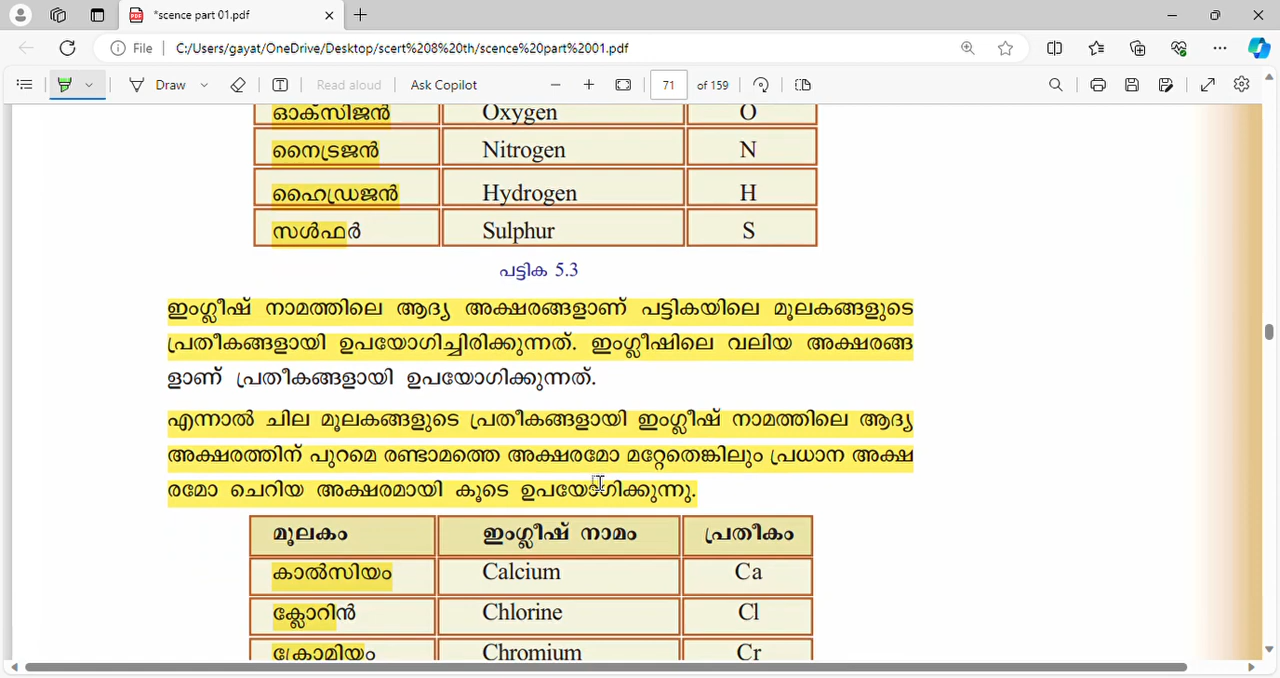 *scence part 01.pdf
File C:/Users/gayat/OneDrive/Desktop/scert%208%20th/scence%20part%2001.pdf
Draw Read aloud Ask Copilot 71 of 159
ഓക്സിജൻ Oxygen O
നൈട്രജൻ Nitrogen N
ഹൈഡ്രജൻ Hydrogen H
സൾഫർ Sulphur S
പട്ടിക 5.3
ഇംഗ്ലീഷ് നാമത്തിലെ ആദ്യ അക്ഷരങ്ങളാണ് പട്ടികയിലെ മൂലകങ്ങളുടെ
പ്രതീകങ്ങളായി ഉപയോഗിച്ചിരിക്കുന്നത്. ഇംഗ്ലീഷിലെ വലിയ അക്ഷരങ്ങ
ളാണ് പ്രതീകങ്ങളായി ഉപയോഗിക്കുന്നത്.
എന്നാൽ ചില മൂലകങ്ങളുടെ പ്രതീകങ്ങളായി ഇംഗ്ലീഷ് നാമത്തിലെ ആദ്യ
അക്ഷരത്തിന് പുറമെ രണ്ടാമത്തെ അക്ഷരമോ മറ്റേതെങ്കിലും പ്രധാന അക്ഷ
രമോ ചെറിയ അക്ഷരമായി കൂടെ ഉപയോഗിക്കുന്നു.
മൂലകം ഇംഗ്ലീഷ് നാമം പ്രതീകം
കാൽസിയം Calcium Ca
ക്ലോറിൻ Chlorine Cl
ക്രോമിയം Chromium Cr